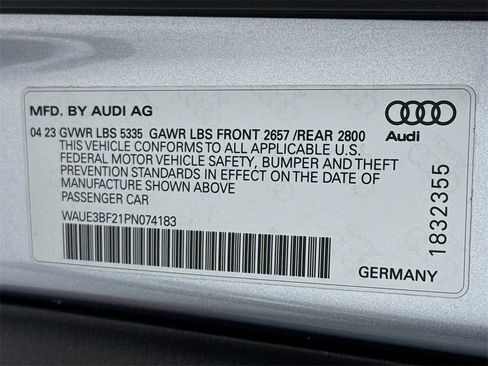 MFD. BY AUDI AG
04 23 GVWR LBS 5335 GAWR LBS FRONT 2657 /REAR 2800
THIS VEHICLE CONFORMS TO ALL APPLICABLE U.S.
FEDERAL MOTOR VEHICLE SAFETY, BUMPER AND THEFT
PREVENTION STANDARDS IN EFFECT ON THE DATE OF
MANUFACTURE SHOWN ABOVE
PASSENGER CAR
WAUE3BF21PN074183
Audi
1832355
GERMANY